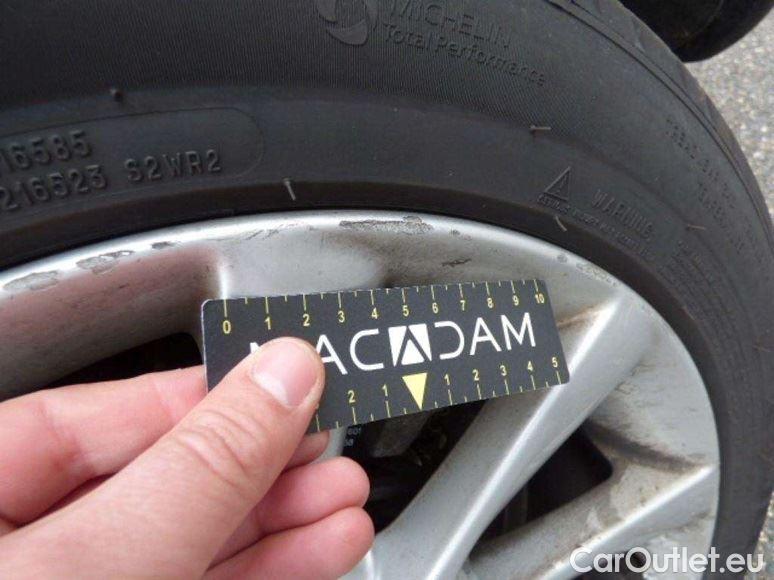 MICHELIN
Total Performance
16585
216523 S2WR2
WARNING
0 1 2 3 4 5 6 7 8 9 10
MACADAM
2 1 1 2 3 4 5
CarOutlet.eu